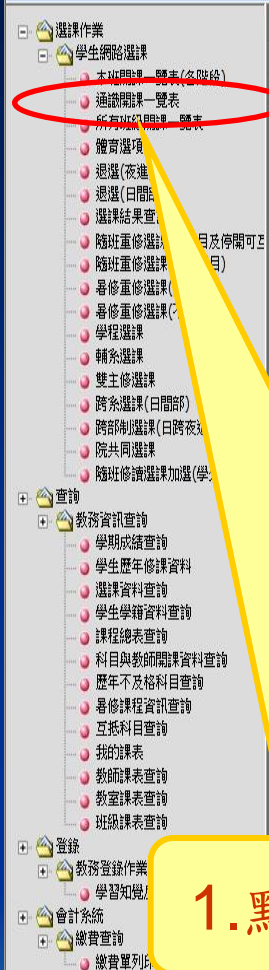 選課作業
學生網路選課
本班開課一覽表(各階段)
通識開課一覽表
所有班級開課一覽表
體育選項
退選(夜進
退選(日間部
選課結果查
隨班重修選課 目及停開可互
隨班重修選課 目)
暑修重修選課(
暑修重修選課(
學程選課
輔系選課
雙主修選課
跨系選課(日間部)
跨部制選課(日跨夜
院共同選課
隨班修讀選課加選(學
查詢
教務資訊查詢
學期成績查詢
學生歷年修課資料
選課資料查詢
學生學籍資料查詢
課程總表查詢
科目與教師開課資料查詢
歷年不及格科目查詢
暑修課程資訊查詢
互抵科目查詢
我的課表
教師課表查詢
教室課表查詢
班級課表查詢
登錄
教務登錄作業
學習知覺
會計系統
繳費查詢
繳費單列
1.點